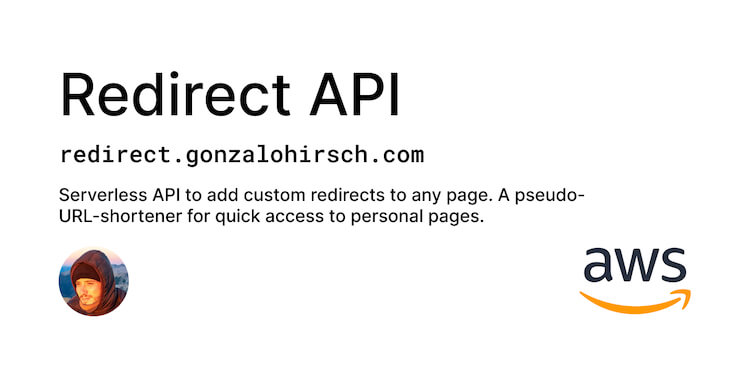 Redirect API
redirect.gonzalohirsch.com
Serverless API to add custom redirects to any page. A pseudo-
URL-shortener for quick access to personal pages.
aws